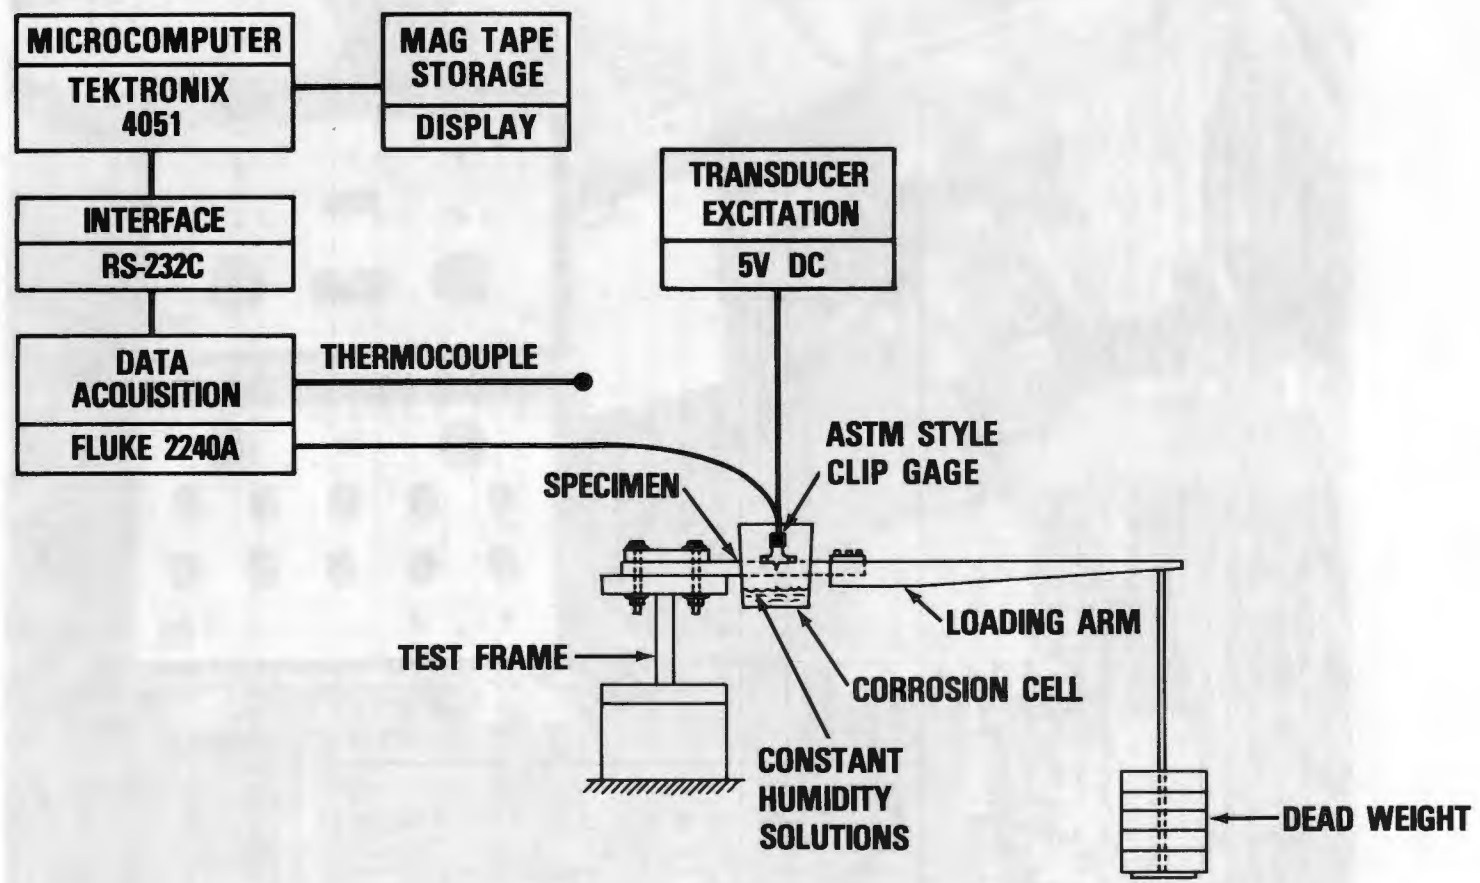 MICROCOMPUTER
TEKTRONIX
4051
MAG TAPE
STORAGE
DISPLAY
INTERFACE
RS-232C
TRANSDUCER
EXCITATION
5V DC
DATA
ACQUISITION
FLUKE 2240A
THERMOCOUPLE
ASTM STYLE
CLIP GAGE
SPECIMEN
LOADING ARM
TEST FRAME
CORROSION CELL
CONSTANT
HUMIDITY
SOLUTIONS
DEAD WEIGHT